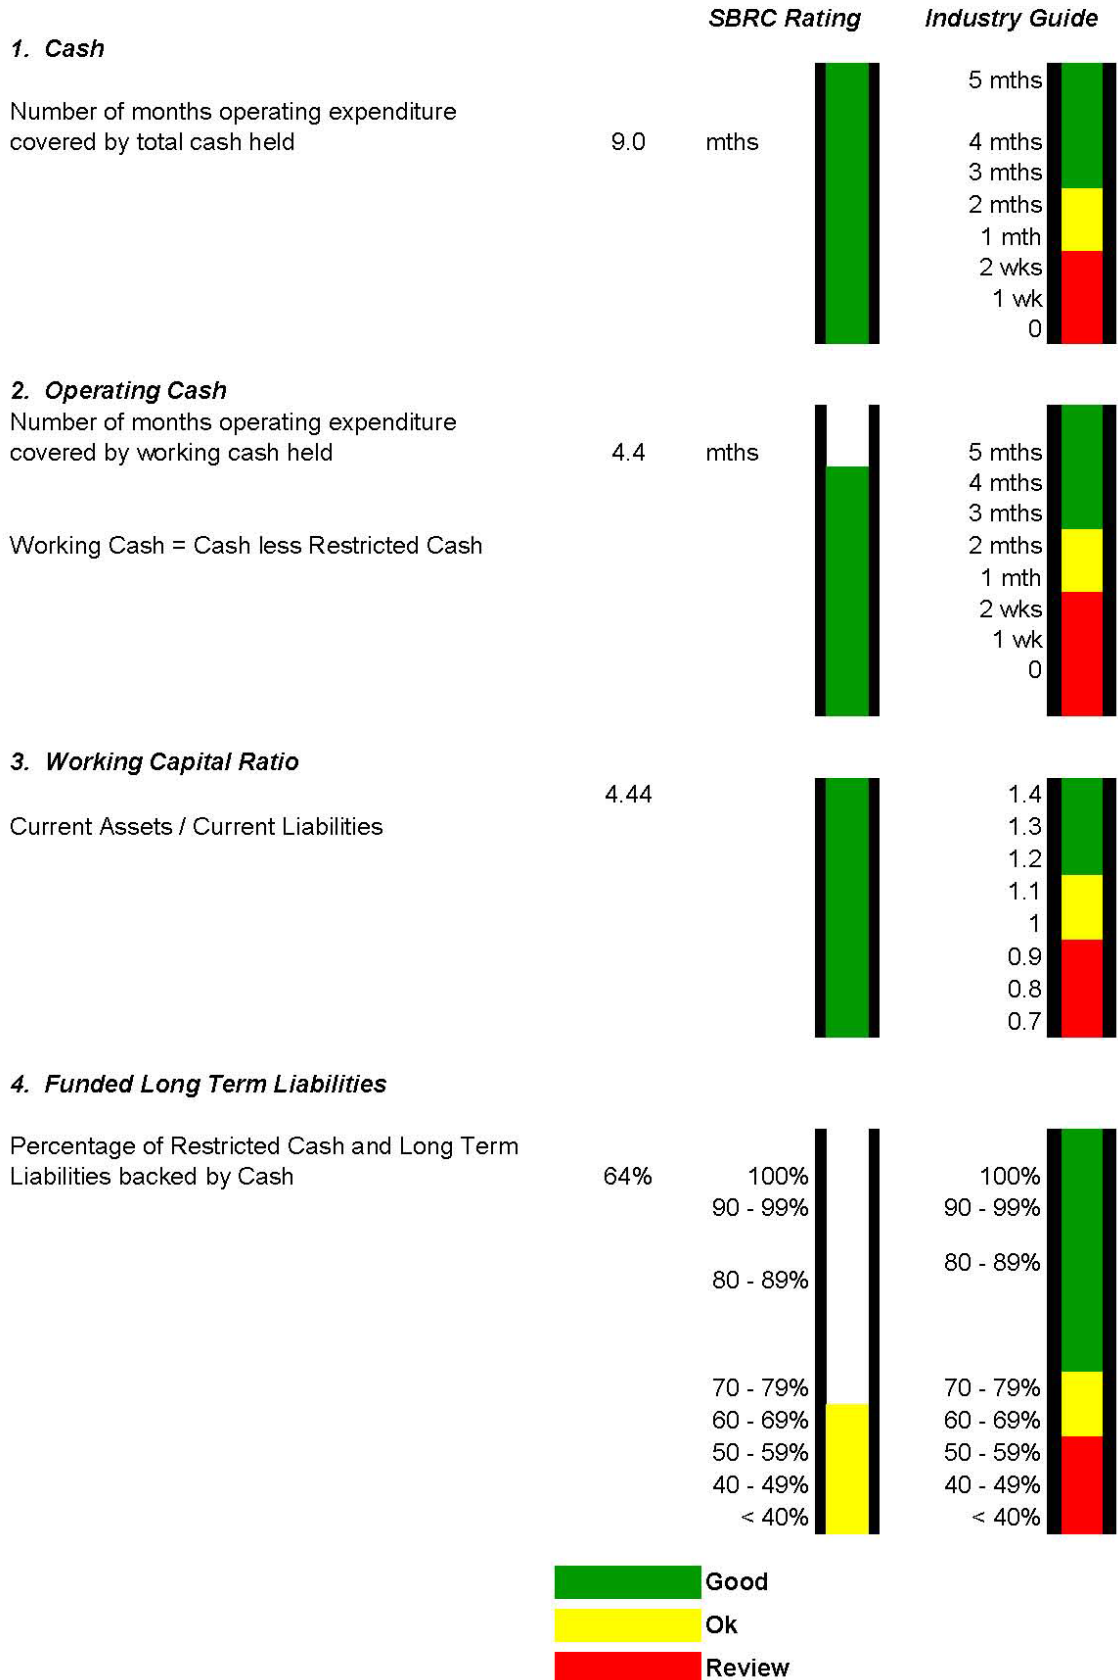 SBRC Rating Industry Guide
1. Cash
5 mths
Number of months operating expenditure
covered by total cash held 9.0 mths 4 mths
3 mths
2 mths
1 mth
2 wks
1 wk
0
2. Operating Cash
Number of months operating expenditure
covered by working cash held 4.4 mths 5 mths
4 mths
3 mths
Working Cash = Cash less Restricted Cash 2 mths
1 mth
2 wks
1 wk
0
3. Working Capital Ratio
4.44 1.4
Current Assets / Current Liabilities 1.3
1.2
1.1
1
0.9
0.8
0.7
4. Funded Long Term Liabilities
Percentage of Restricted Cash and Long Term
Liabilities backed by Cash 64% 100% 100%
90 - 99% 90 - 99%
80 - 89% 80 - 89%
70 - 79% 70 - 79%
60 - 69% 60 - 69%
50 - 59% 50 - 59%
40 - 49% 40 - 49%
< 40% < 40%
Good
Ok
Review